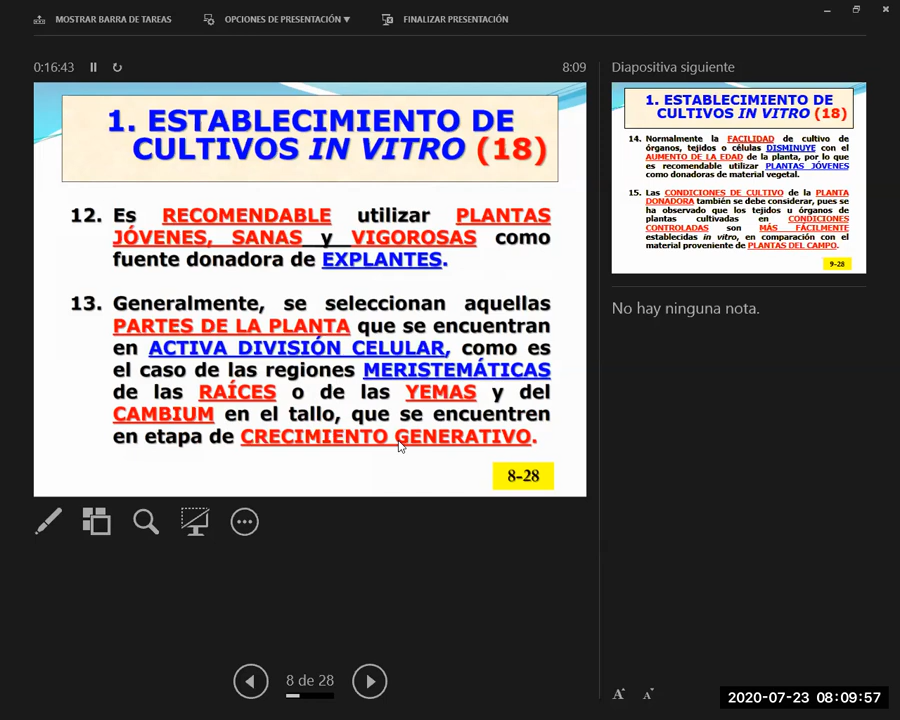 MOSTRAR BARRA DE TAREAS
OPCIONES DE PRESENTACIÓN ▼
FINALIZAR PRESENTACIÓN
0:16:43
8:09
1. ESTABLECIMIENTO DE
CULTIVOS IN VITRO (18)
12. Es RECOMENDABLE utilizar PLANTAS
JÓVENES, SANAS y VIGOROSAS como
fuente donadora de EXPLANTES.
13. Generalmente, se seleccionan aquellas
PARTES DE LA PLANTA que se encuentran
en ACTIVA DIVISIÓN CELULAR, como es
el caso de las regiones MERISTEMÁTICAS
de las RAÍCES o de las YEMAS y del
CAMBIUM en el tallo, que se encuentren
en etapa de CRECIMIENTO GENERATIVO.
8-28
8 de 28
Diapositiva siguiente
1. ESTABLECIMIENTO DE
CULTIVOS IN VITRO (18)
14. Normalmente la FACILIDAD de cultivo de
órganos, tejidos o células DISMINUYE con el
AUMENTO DE LA EDAD de la planta, por lo que
es recomendable utilizar PLANTAS JÓVENES
como donadoras de material vegetal.
15. Las CONDICIONES DE CULTIVO de la PLANTA
DONADORA también se debe considerar, pues se
ha observado que los tejidos u órganos de
plantas cultivadas en CONDICIONES
CONTROLADAS son MÁS FÁCILMENTE
establecidas in vitro, en comparación con el
material proveniente de PLANTAS DEL CAMPO.
9-28
No hay ninguna nota.
A A
2020-07-23 08:09:57